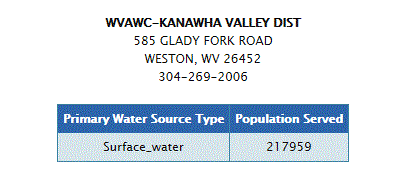 WVAWC-KANAWHA VALLEY DIST
585 GLADY FORK ROAD
WESTON, WV 26452
304-269-2006
Primary Water Source Type Population Served
Surface_water 217959